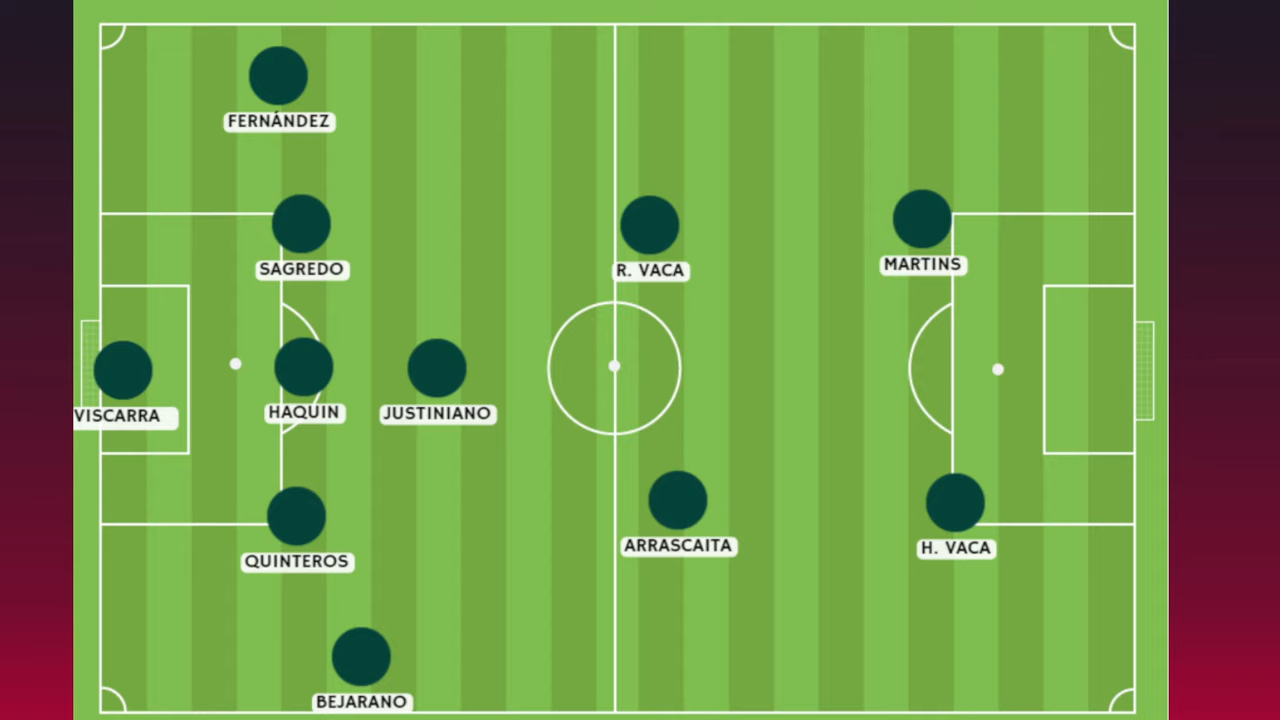 FERNÁNDEZ
SAGREDO
R. VACA
MARTINS
VISCARRA
HAQUIN
JUSTINIANO
QUINTEROS
ARRASCAITA
H. VACA
BEJARANO